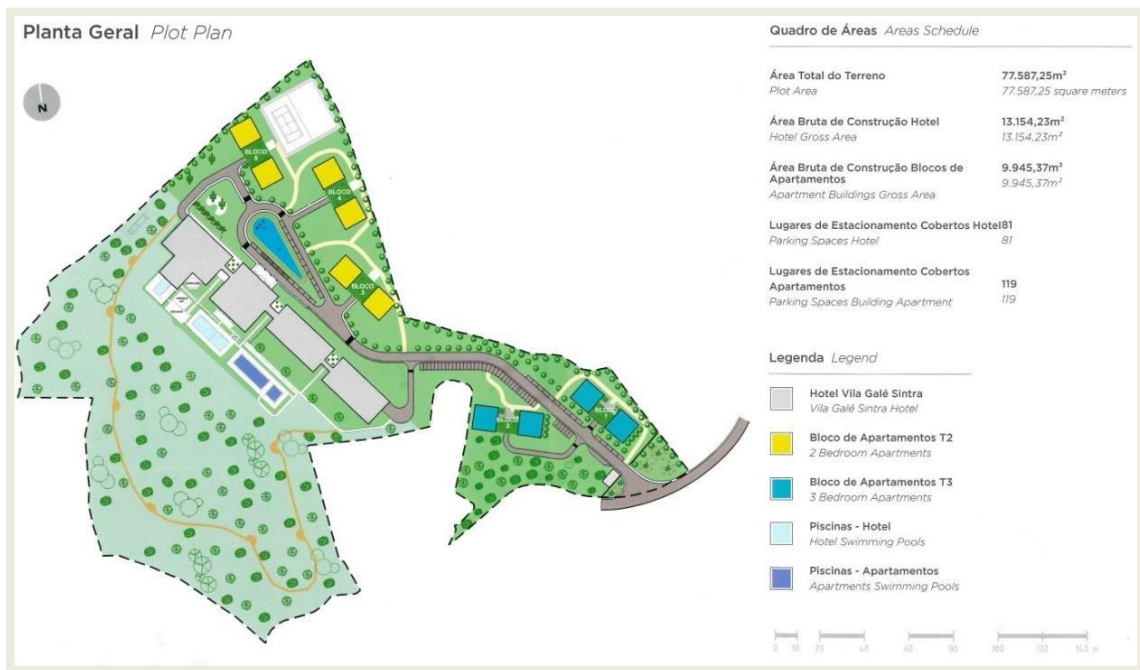 Planta Geral Plot Plan
N
BLOCO
5
BLOCO
4
BLOCO
3
BLOCO
2
BLOCO
Quadro de Áreas Areas Schedule
Área Total do Terreno 77.587,25m²
Plot Area 77.587,25 square meters
Área Bruta de Construção Hotel 13.154,23m²
Hotel Gross Area 13.154,23m²
Área Bruta de Construção Blocos de 9.945,37m²
Apartamentos 9.945,37m²
Apartment Buildings Gross Area
Lugares de Estacionamento Cobertos Hotel 81
Parking Spaces Hotel 81
Lugares de Estacionamento Cobertos
Apartamentos 119
Parking Spaces Building Apartment 119
Legenda Legend
Hotel Vila Galé Sintra
Vila Galé Sintra Hotel
Bloco de Apartamentos T2
2 Bedroom Apartments
Bloco de Apartamentos T3
3 Bedroom Apartments
Piscinas - Hotel
Hotel Swimming Pools
Piscinas - Apartamentos
Apartments Swimming Pools
0 10 20 40 60 80 100 120 140 m